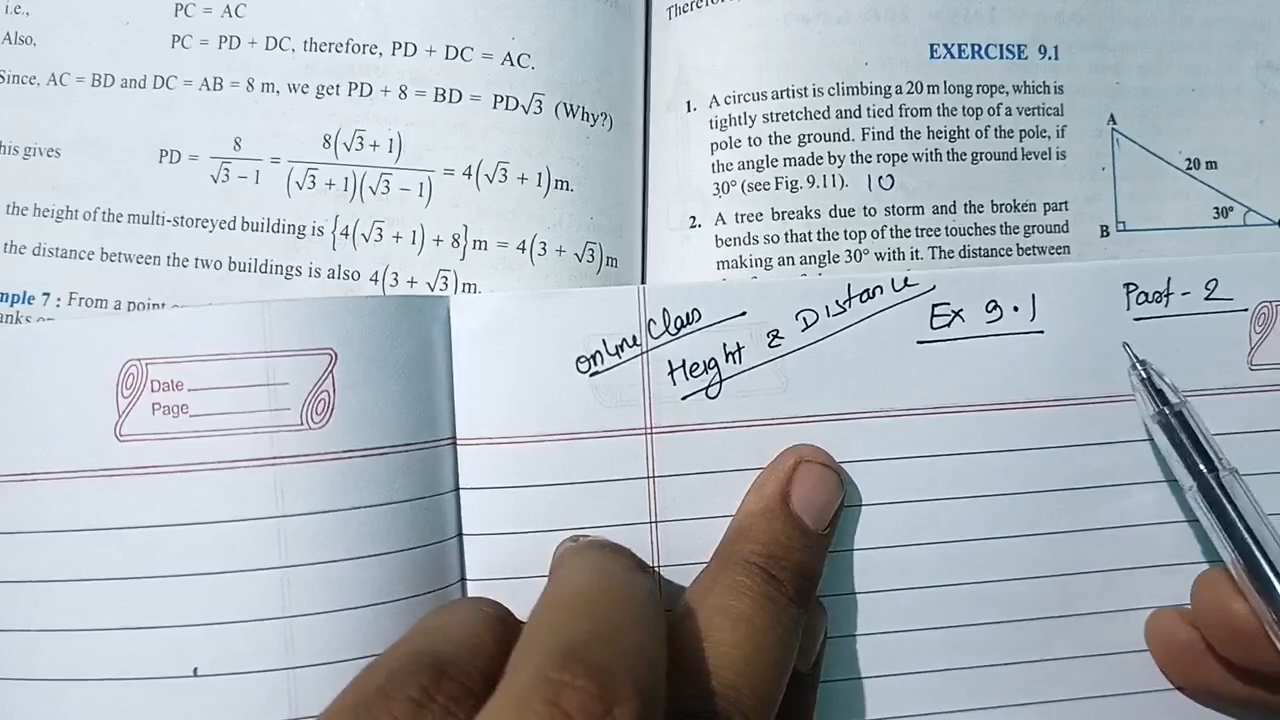 i.e., PC = AC
Also, PC = PD + DC, therefore, PD + DC = AC.
Since, AC = BD and DC = AB = 8 m, we get PD + 8 = BD = PD√3 (Why?)
his gives PD = 8/(√3 − 1) = 8(√3 + 1)/((√3 + 1)(√3 − 1)) = 4(√3 + 1)m.
the height of the multi-storeyed building is {4(√3 + 1) + 8}m = 4(3 + √3)m
the distance between the two buildings is also 4(3 + √3)m.
mple 7 : From a point
EXERCISE 9.1
1. A circus artist is climbing a 20 m long rope, which is
tightly stretched and tied from the top of a vertical
pole to the ground. Find the height of the pole, if
the angle made by the rope with the ground level is
30° (see Fig. 9.11). 10
2. A tree breaks due to storm and the broken part
bends so that the top of the tree touches the ground
making an angle 30° with it. The distance between
A
20 m
30°
B
Online Class
Height & Distance
Ex 9.1
Part - 2
Date
Page